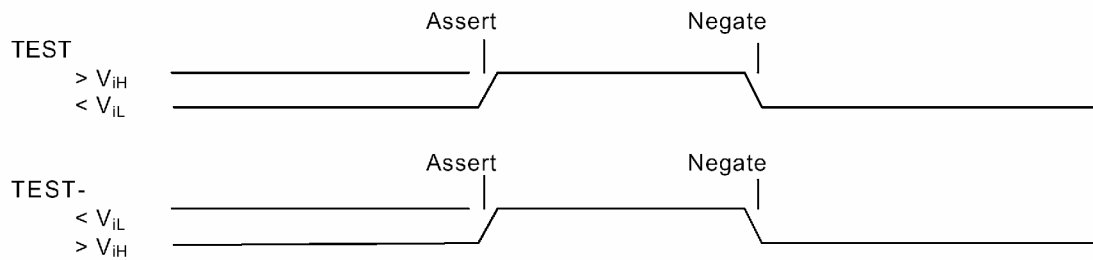 Assert Negate
TEST
> ViH
< ViL
Assert Negate
TEST-
< ViL
> ViH